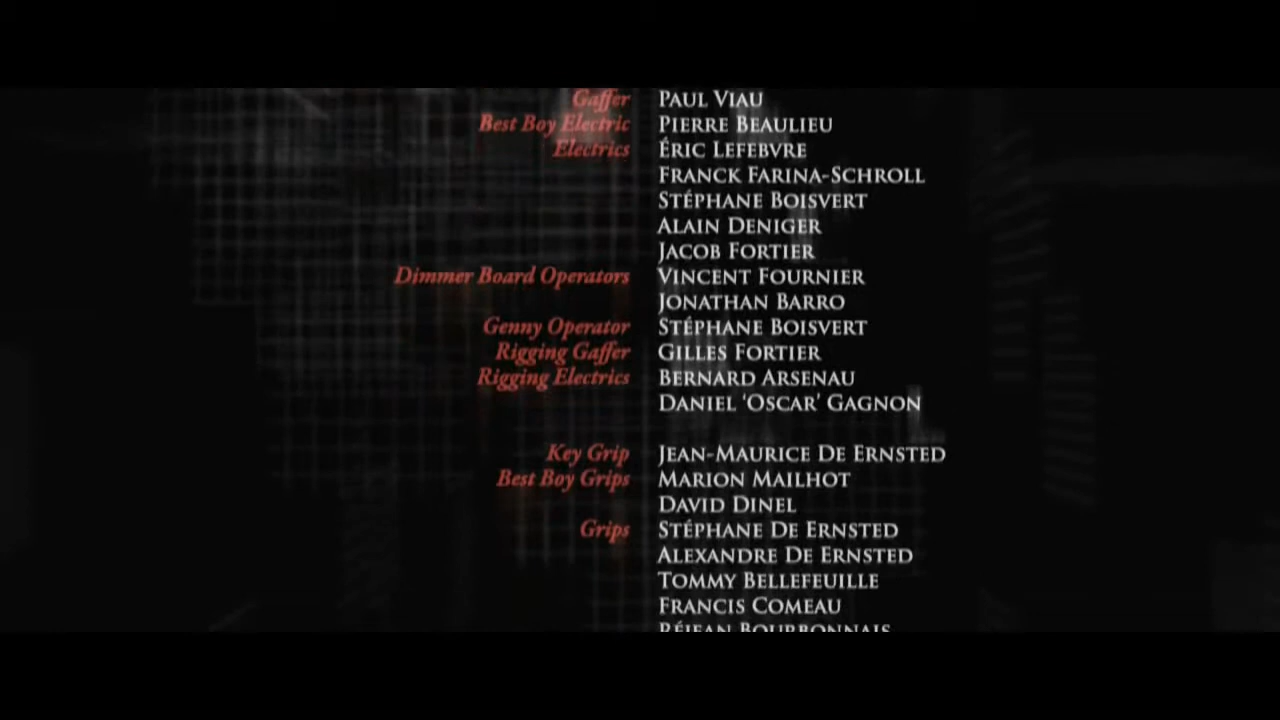 Gaffer PAUL VIAU
Best Boy Electric PIERRE BEAULIEU
Electrics ÉRIC LEFEBVRE
FRANCK FARINA-SCHROLL
STÉPHANE BOISVERT
ALAIN DENIGER
JACOB FORTIER
Dimmer Board Operators VINCENT FOURNIER
JONATHAN BARRO
Genny Operator STÉPHANE BOISVERT
Rigging Gaffer GILLES FORTIER
Rigging Electrics BERNARD ARSENAU
DANIEL 'OSCAR' GAGNON
Key Grip JEAN-MAURICE DE ERNSTED
Best Boy Grips MARION MAILHOT
DAVID DINEL
Grips STÉPHANE DE ERNSTED
ALEXANDRE DE ERNSTED
TOMMY BELLEFEUILLE
FRANCIS COMEAU
RÉJEAN BOURBONNAIS